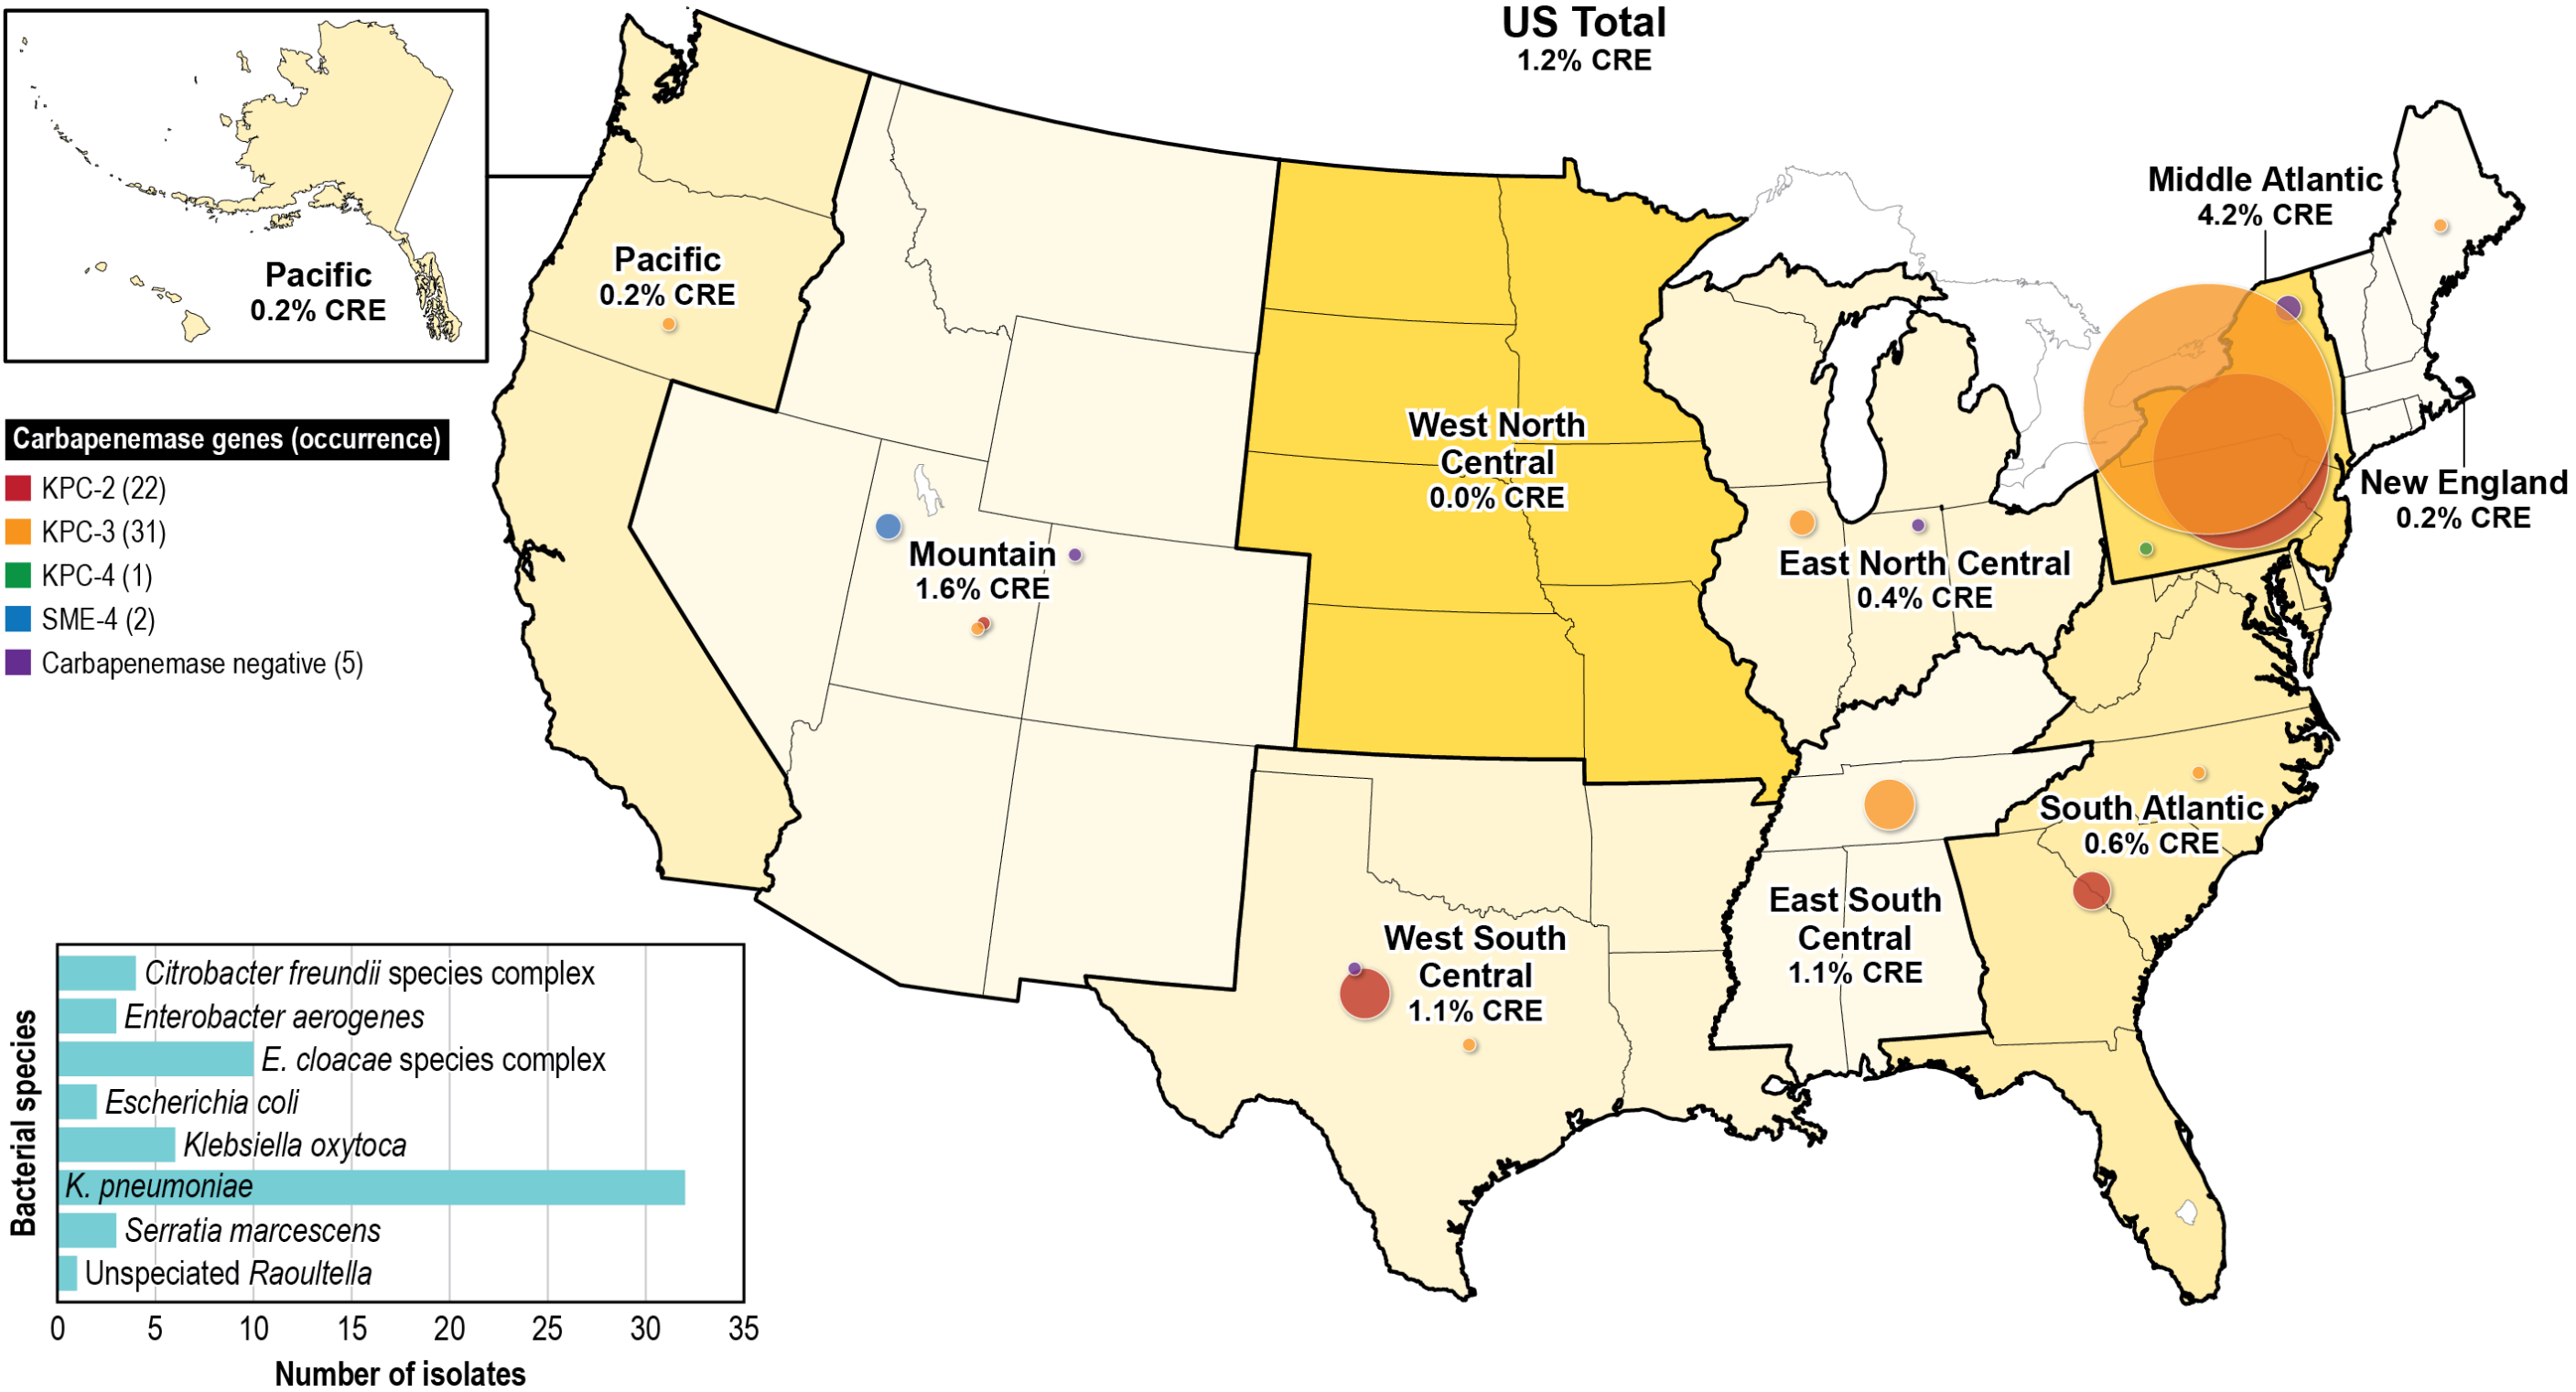 US Total
1.2% CRE
Middle Atlantic
4.2% CRE
Pacific
0.2% CRE
Pacific
0.2% CRE
West North
Central
0.0% CRE
New England
0.2% CRE
Mountain
1.6% CRE
East North Central
0.4% CRE
South Atlantic
0.6% CRE
East South
Central
1.1% CRE
West South
Central
1.1% CRE
Carbapenemase genes (occurrence)
KPC-2 (22)
KPC-3 (31)
KPC-4 (1)
SME-4 (2)
Carbapenemase negative (5)
Bacterial species
Citrobacter freundii species complex
Enterobacter aerogenes
E. cloacae species complex
Escherichia coli
Klebsiella oxytoca
K. pneumoniae
Serratia marcescens
Unspeciated Raoultella
0 5 10 15 20 25 30 35
Number of isolates